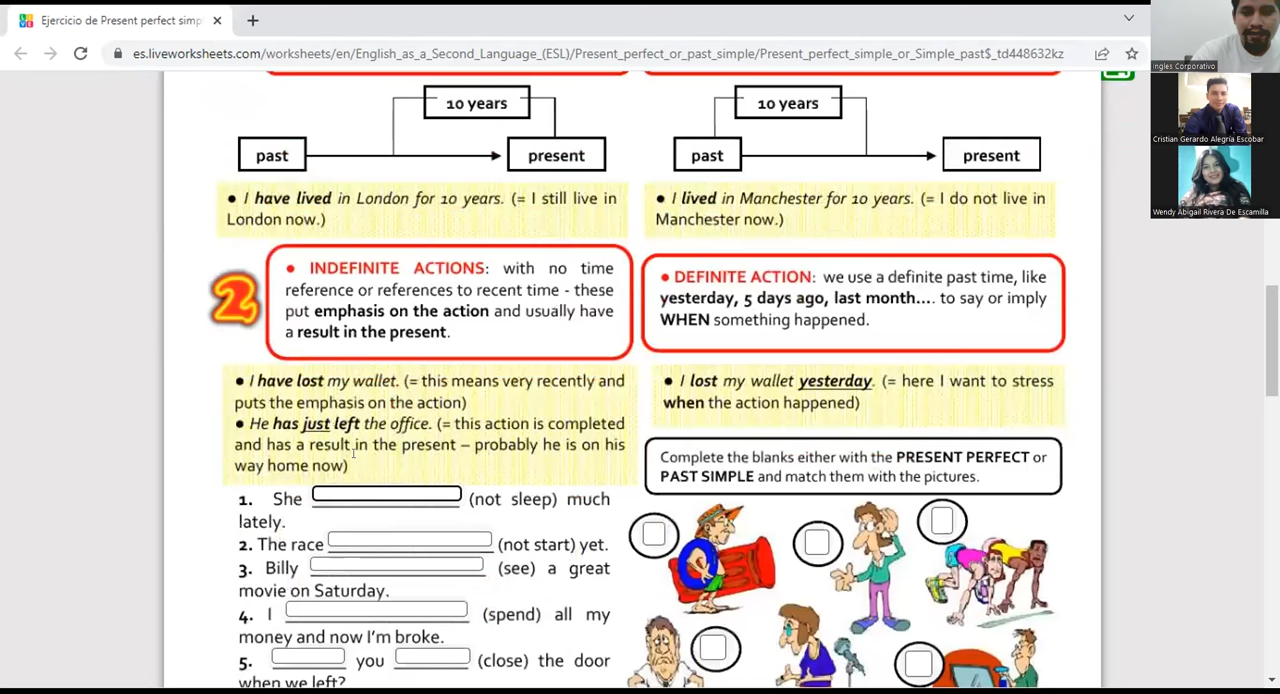 Ejercicio de Present perfect simp
es.liveworksheets.com/worksheets/en/English_as_a_Second_Language_(ESL)/Present_perfect_or_past_simple/Present_perfect_simple_or_Simple_past$_td448632kz
Ingles Corporativo
Cristian Gerardo Alegria Escobar
Wendy Abigail Rivera De Escamilla
10 years
past
present
● I have lived in London for 10 years. (= I still live in
London now.)
10 years
past
present
● I lived in Manchester for 10 years. (= I do not live in
Manchester now.)
2
● INDEFINITE ACTIONS: with no time
reference or references to recent time - these
put emphasis on the action and usually have
a result in the present.
● DEFINITE ACTION: we use a definite past time, like
yesterday, 5 days ago, last month.... to say or imply
WHEN something happened.
● I have lost my wallet. (= this means very recently and
puts the emphasis on the action)
● He has just left the office. (= this action is completed
and has a result in the present – probably he is on his
way home now)
● I lost my wallet yesterday. (= here I want to stress
when the action happened)
Complete the blanks either with the PRESENT PERFECT or
PAST SIMPLE and match them with the pictures.
1. She (not sleep) much
lately.
2. The race (not start) yet.
3. Billy (see) a great
movie on Saturday.
4. I (spend) all my
money and now I'm broke.
5. you (close) the door
when we left?